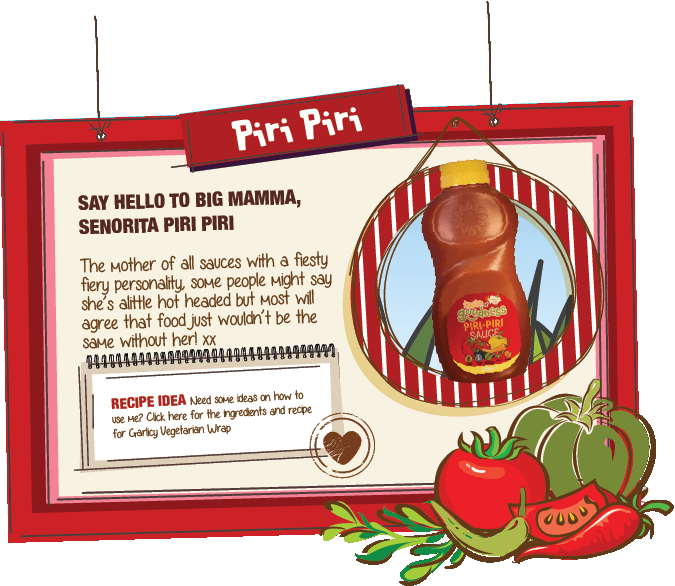 Piri Piri
SAY HELLO TO BIG MAMMA,
SENORITA PIRI PIRI
The mother of all sauces with a fiesty
fiery personality, some people might say
she's alittle hot headed but most will
agree that food just wouldn't be the
same without her! xx
goodness
PIRI-PIRI
SAUCE
RECIPE IDEA Need some ideas on how to
use me? Click here for the ingredients and recipe
for Garlicy Vegetarian Wrap